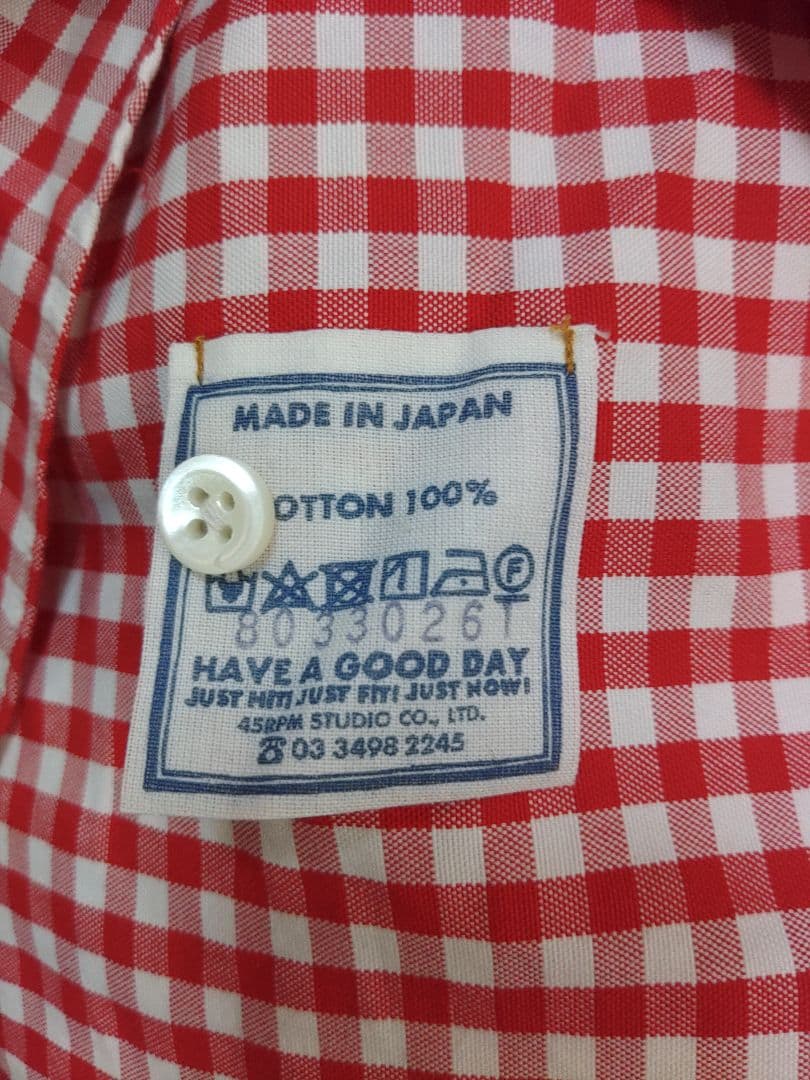 MADE IN JAPAN
OTTON 100%
F
8033026T
HAVE A GOOD DAY
JUST HIT! JUST FIT! JUST NOW!
45RPM STUDIO CO., LTD.
☎ 03 3498 2245